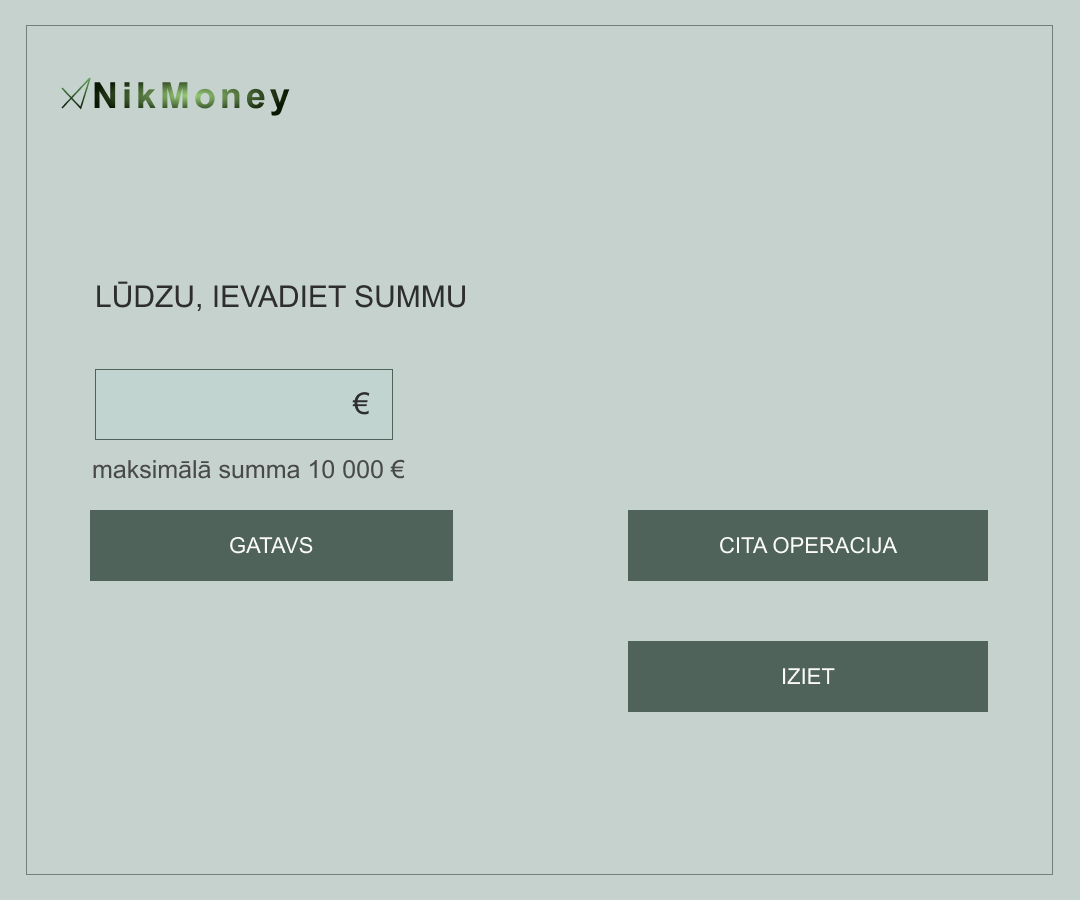 NikMoney
LŪDZU, IEVADIET SUMMU
€
maksimālā summa 10 000 €
GATAVS
CITA OPERACIJA
IZIET